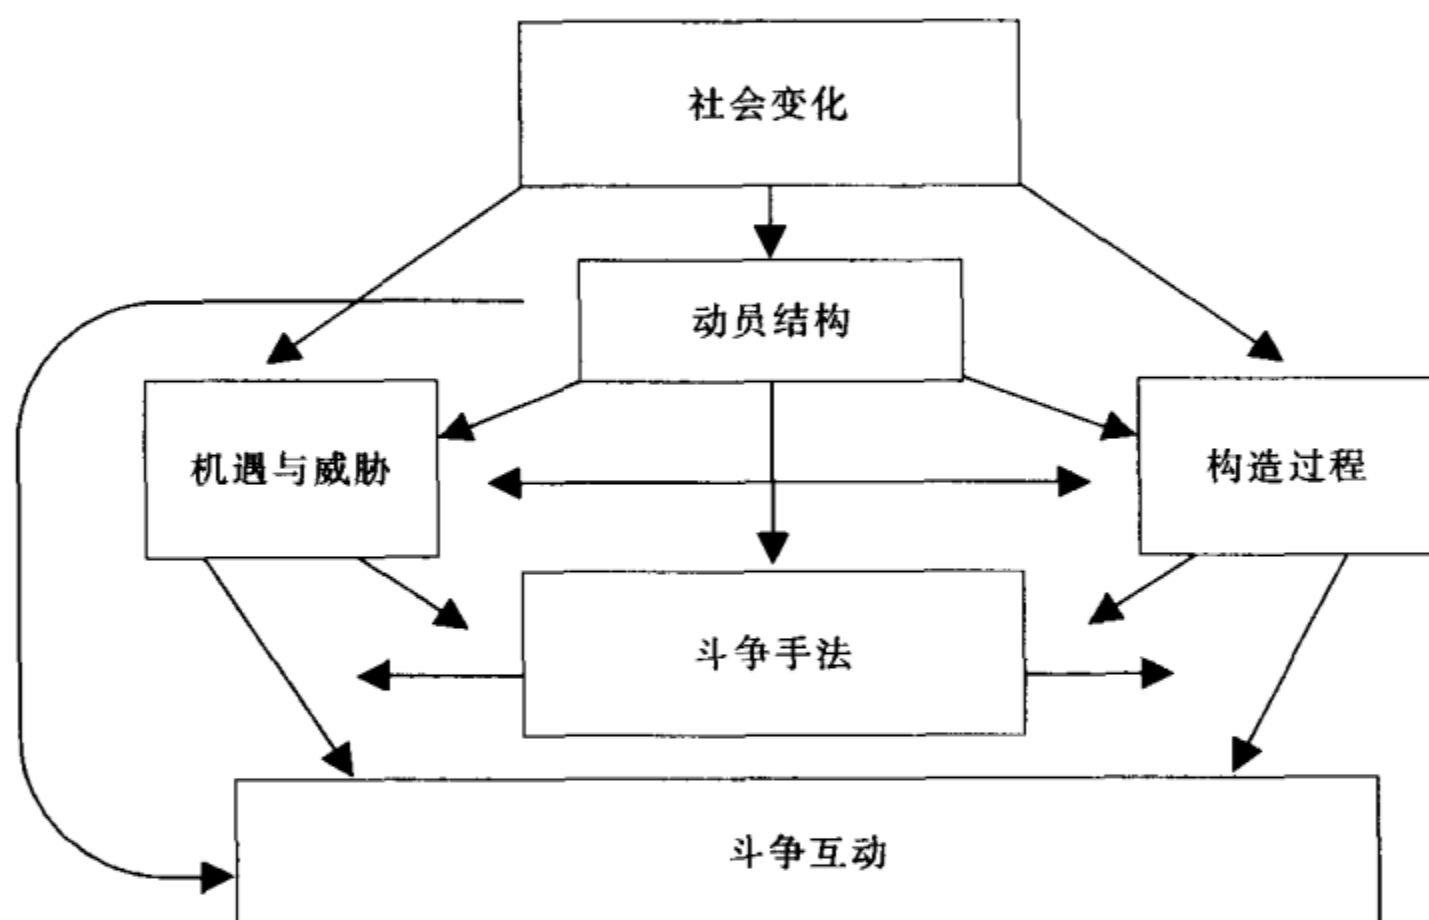 社会变化
动员结构
机遇与威胁
构造过程
斗争手法
斗争互动